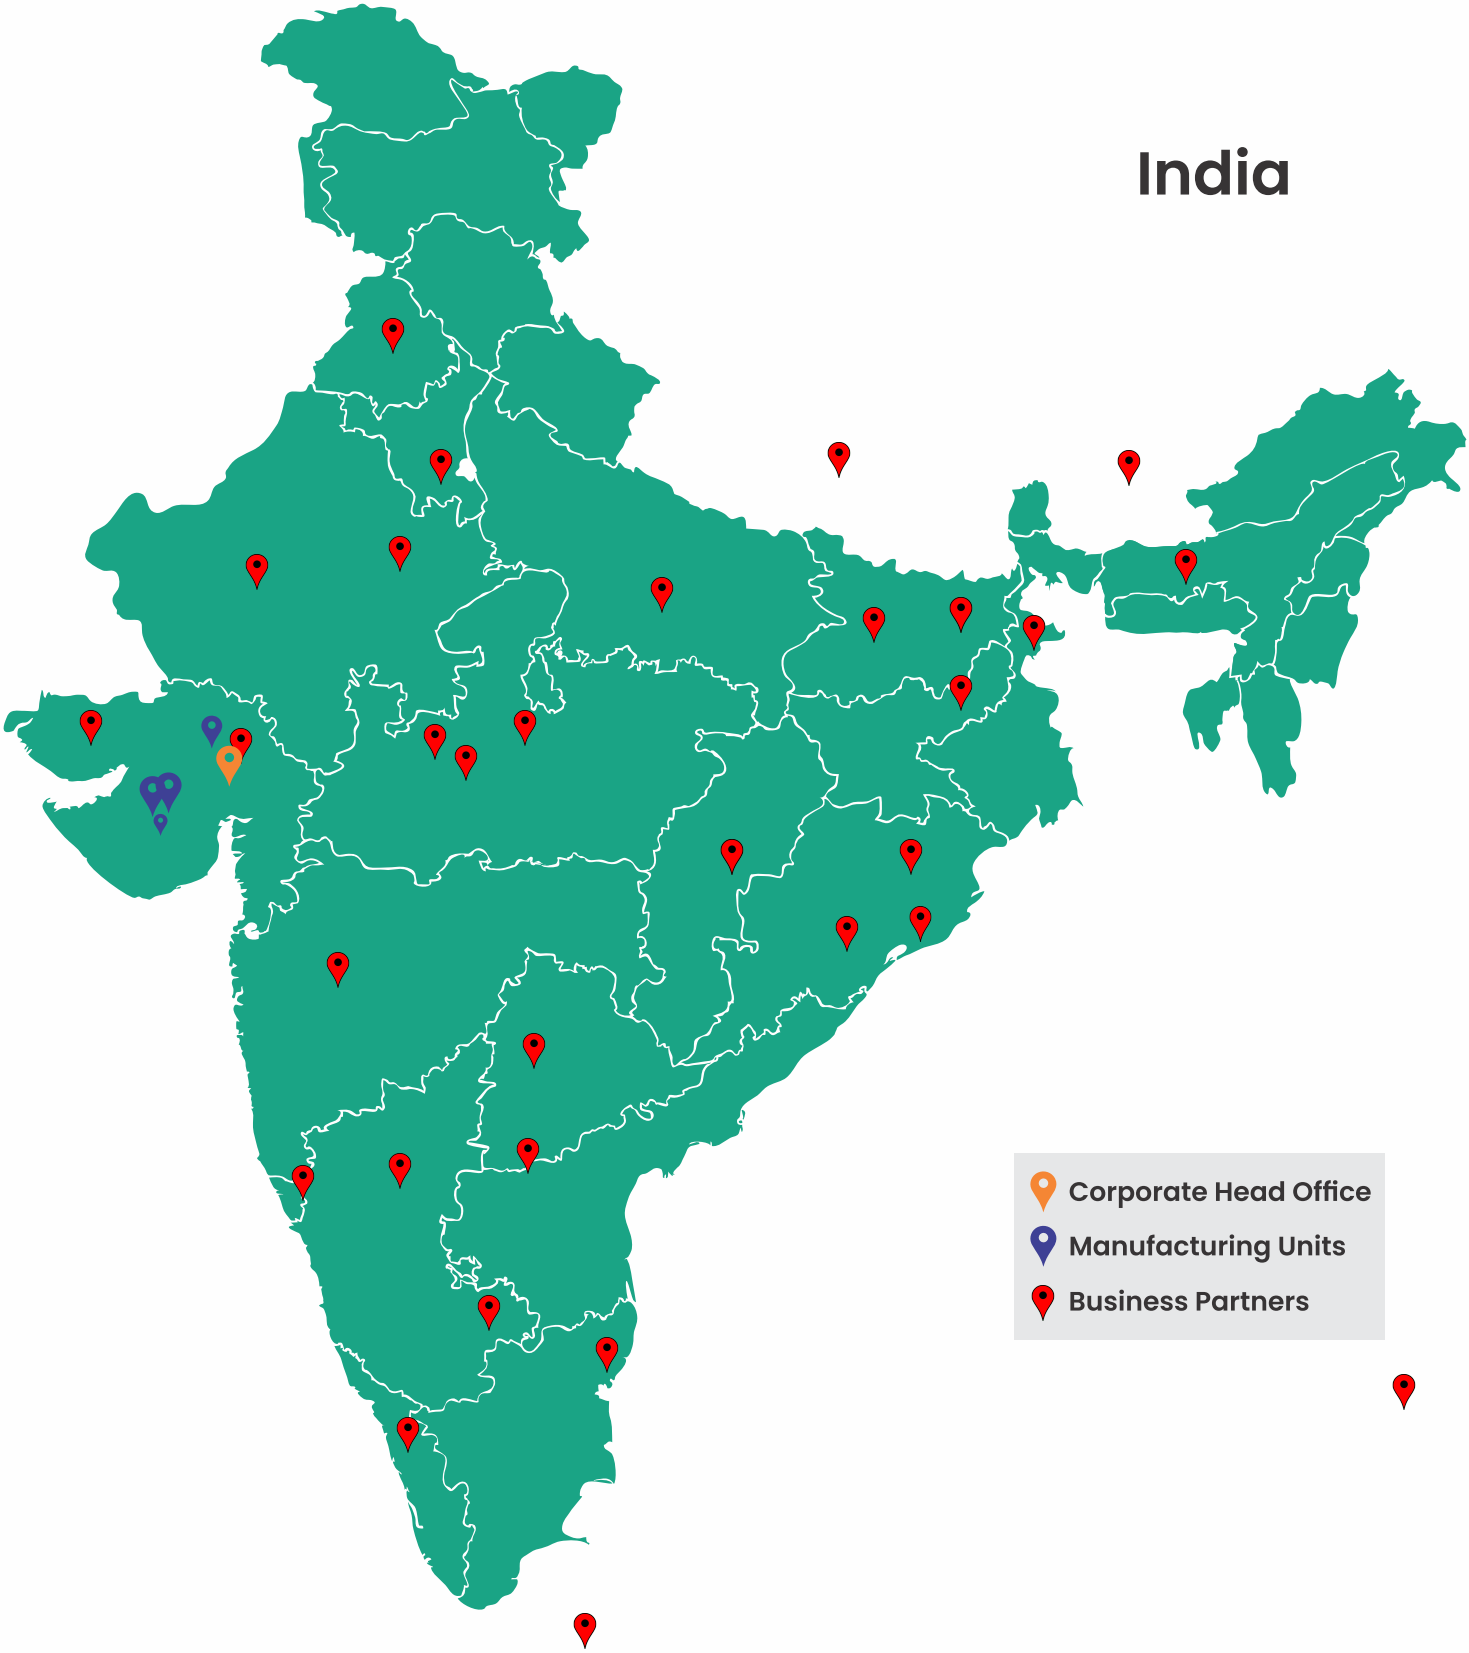 India
Corporate Head Office
Manufacturing Units
Business Partners